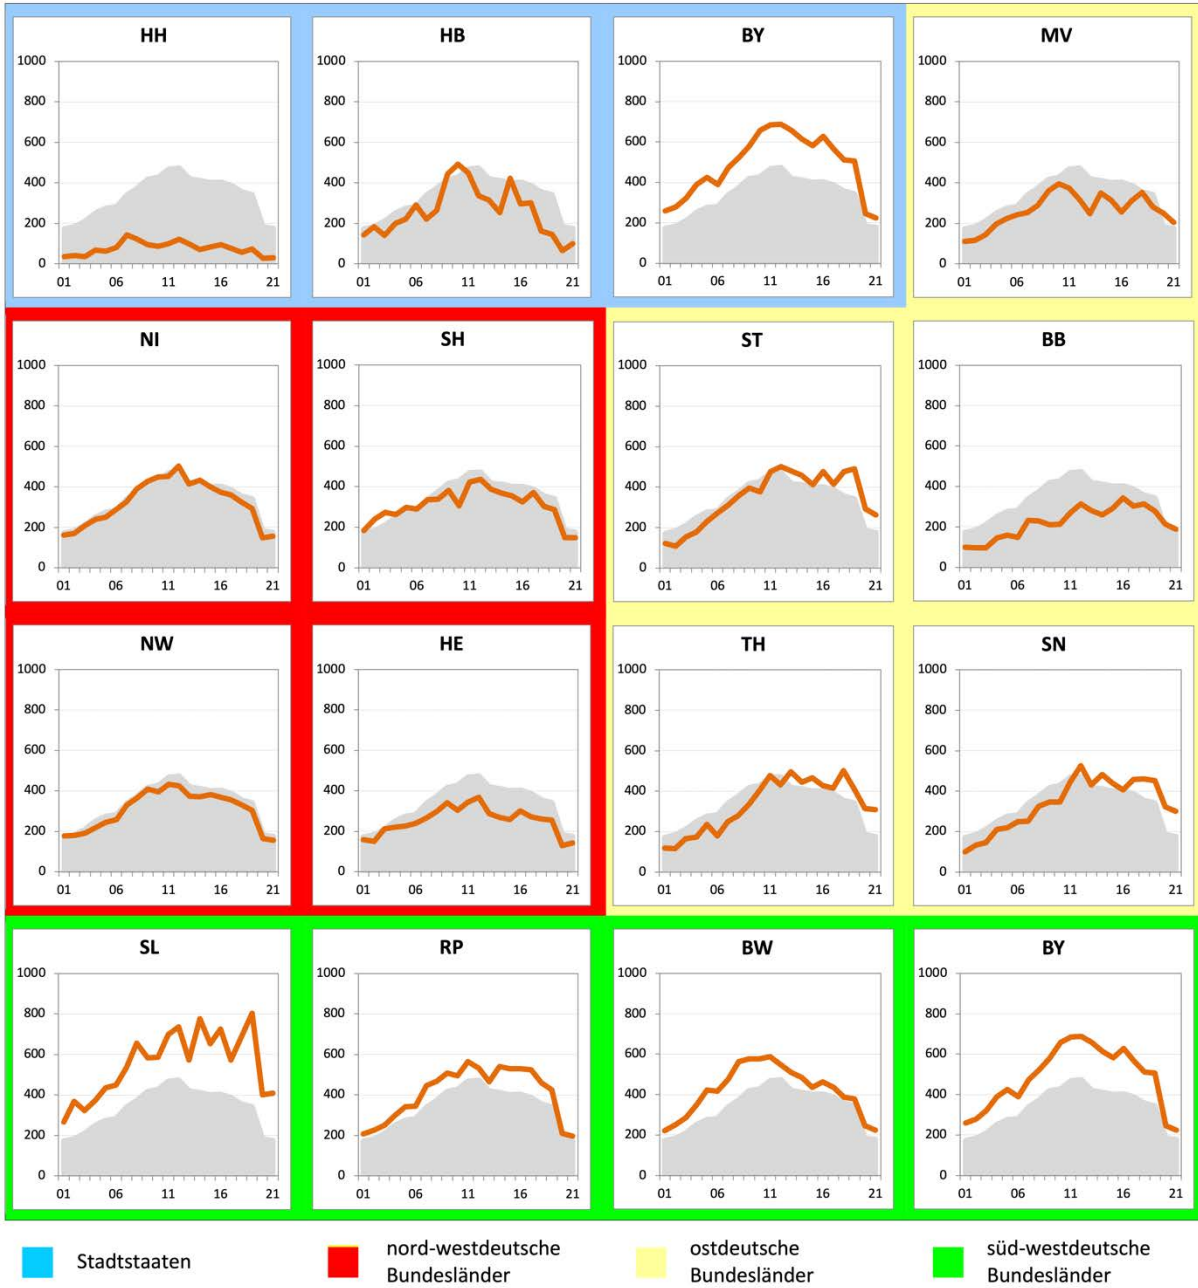 HH HB BY MV
1000 1000 1000 1000
800 800 800 800
600 600 600 600
400 400 400 400
200 200 200 200
0 0 0 0
01 06 11 16 21 01 06 11 16 21 01 06 11 16 21 01 06 11 16 21
NI SH ST BB
1000 1000 1000 1000
800 800 800 800
600 600 600 600
400 400 400 400
200 200 200 200
0 0 0 0
01 06 11 16 21 01 06 11 16 21 01 06 11 16 21 01 06 11 16 21
NW HE TH SN
1000 1000 1000 1000
800 800 800 800
600 600 600 600
400 400 400 400
200 200 200 200
0 0 0 0
01 06 11 16 21 01 06 11 16 21 01 06 11 16 21 01 06 11 16 21
SL RP BW BY
1000 1000 1000 1000
800 800 800 800
600 600 600 600
400 400 400 400
200 200 200 200
0 0 0 0
01 06 11 16 21 01 06 11 16 21 01 06 11 16 21 01 06 11 16 21
Stadtstaaten
nord-westdeutsche
Bundesländer
ostdeutsche
Bundesländer
süd-westdeutsche
Bundesländer